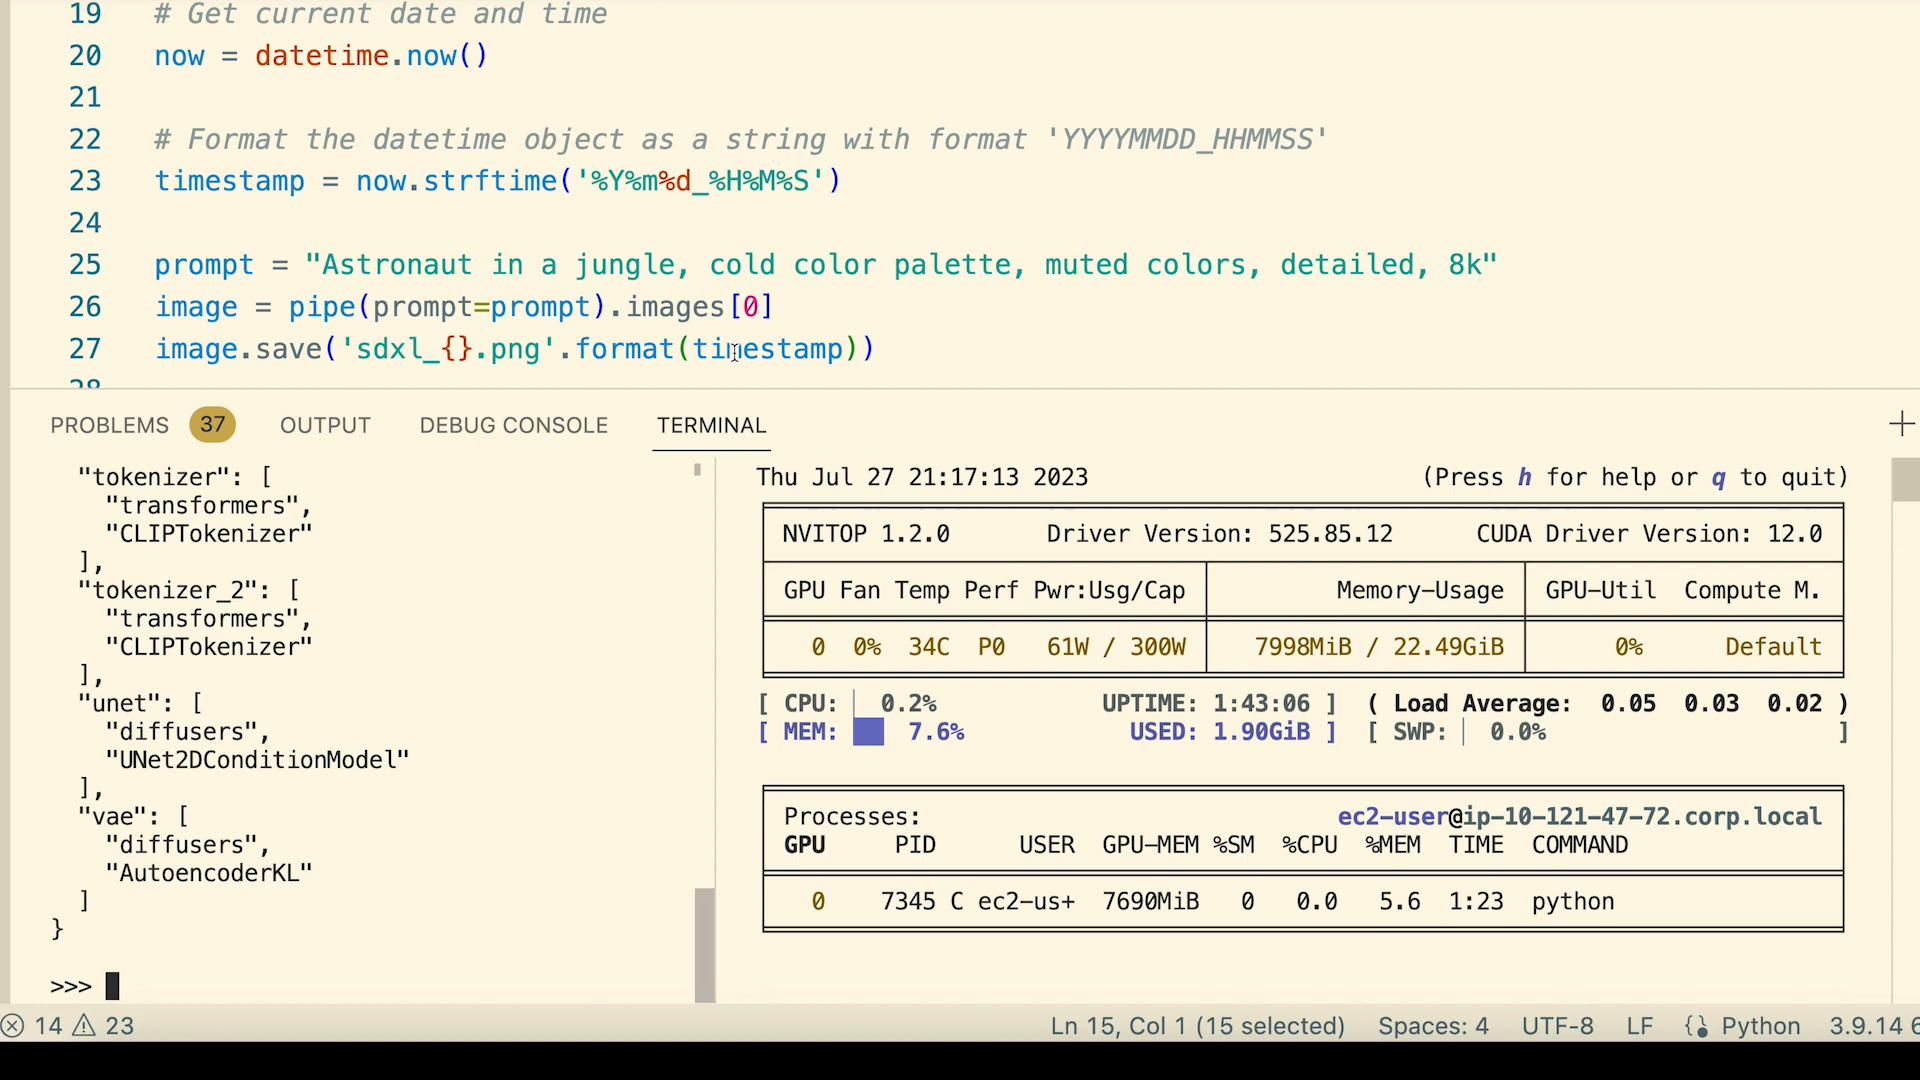 19 # Get current date and time
20 now = datetime.now()
21
22 # Format the datetime object as a string with format 'YYYYMMDD_HHMMSS'
23 timestamp = now.strftime('%Y%m%d_%H%M%S')
24
25 prompt = "Astronaut in a jungle, cold color palette, muted colors, detailed, 8k"
26 image = pipe(prompt=prompt).images[0]
27 image.save('sdxl_{}.png'.format(timestamp))
28
PROBLEMS 37 OUTPUT DEBUG CONSOLE TERMINAL
"tokenizer": [
"transformers",
"CLIPTokenizer"
],
"tokenizer_2": [
"transformers",
"CLIPTokenizer"
],
"unet": [
"diffusers",
"UNet2DConditionModel"
],
"vae": [
"diffusers",
"AutoencoderKL"
]
}
>>>
Thu Jul 27 21:17:13 2023 (Press h for help or q to quit)
NVITOP 1.2.0 Driver Version: 525.85.12 CUDA Driver Version: 12.0
GPU Fan Temp Perf Pwr:Usg/Cap Memory-Usage GPU-Util Compute M.
0 0% 34C P0 61W / 300W 7998MiB / 22.49GiB 0% Default
[ CPU: 0.2% UPTIME: 1:43:06 ] ( Load Average: 0.05 0.03 0.02 )
[ MEM: 7.6% USED: 1.90GiB ] [ SWP: 0.0% ]
Processes: ec2-user@ip-10-121-47-72.corp.local
GPU PID USER GPU-MEM %SM %CPU %MEM TIME COMMAND
0 7345 C ec2-us+ 7690MiB 0 0.0 5.6 1:23 python
14 23 Ln 15, Col 1 (15 selected) Spaces: 4 UTF-8 LF Python 3.9.14